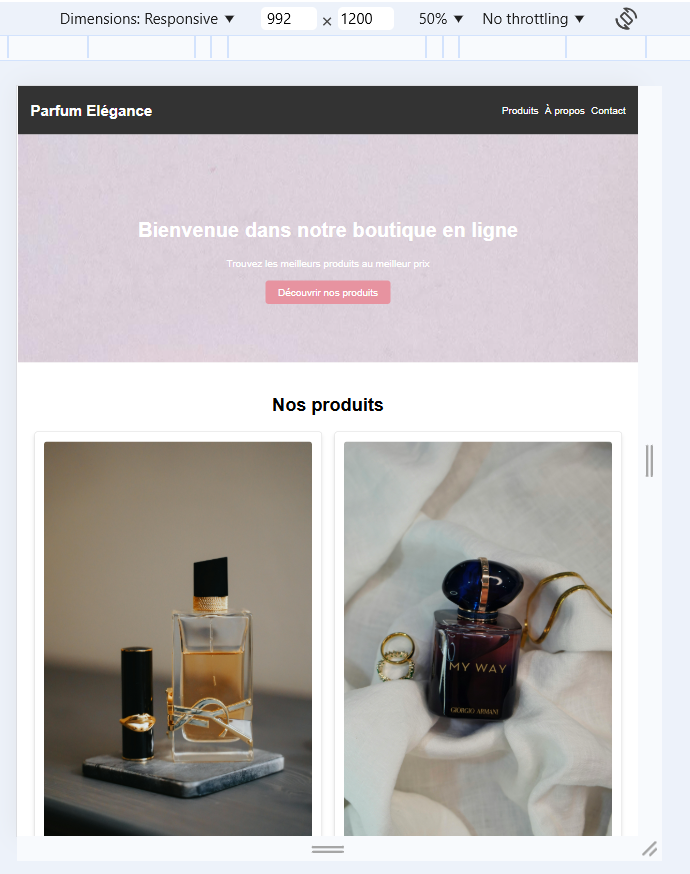 Dimensions: Responsive ▼ 992 × 1200 50% ▼ No throttling ▼
Parfum Elégance
Produits À propos Contact
Bienvenue dans notre boutique en ligne
Trouvez les meilleurs produits au meilleur prix
Découvrir nos produits
Nos produits
MY WAY
GIORGIO ARMANI